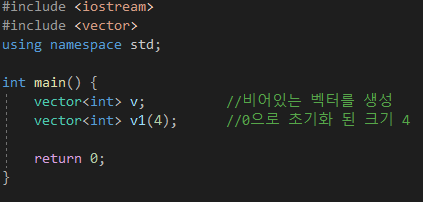 #include <iostream>
#include <vector>
using namespace std;
int main() {
vector<int> v; //비어있는 벡터를 생성
vector<int> v1(4); //0으로 초기화 된 크기 4
return 0;
}